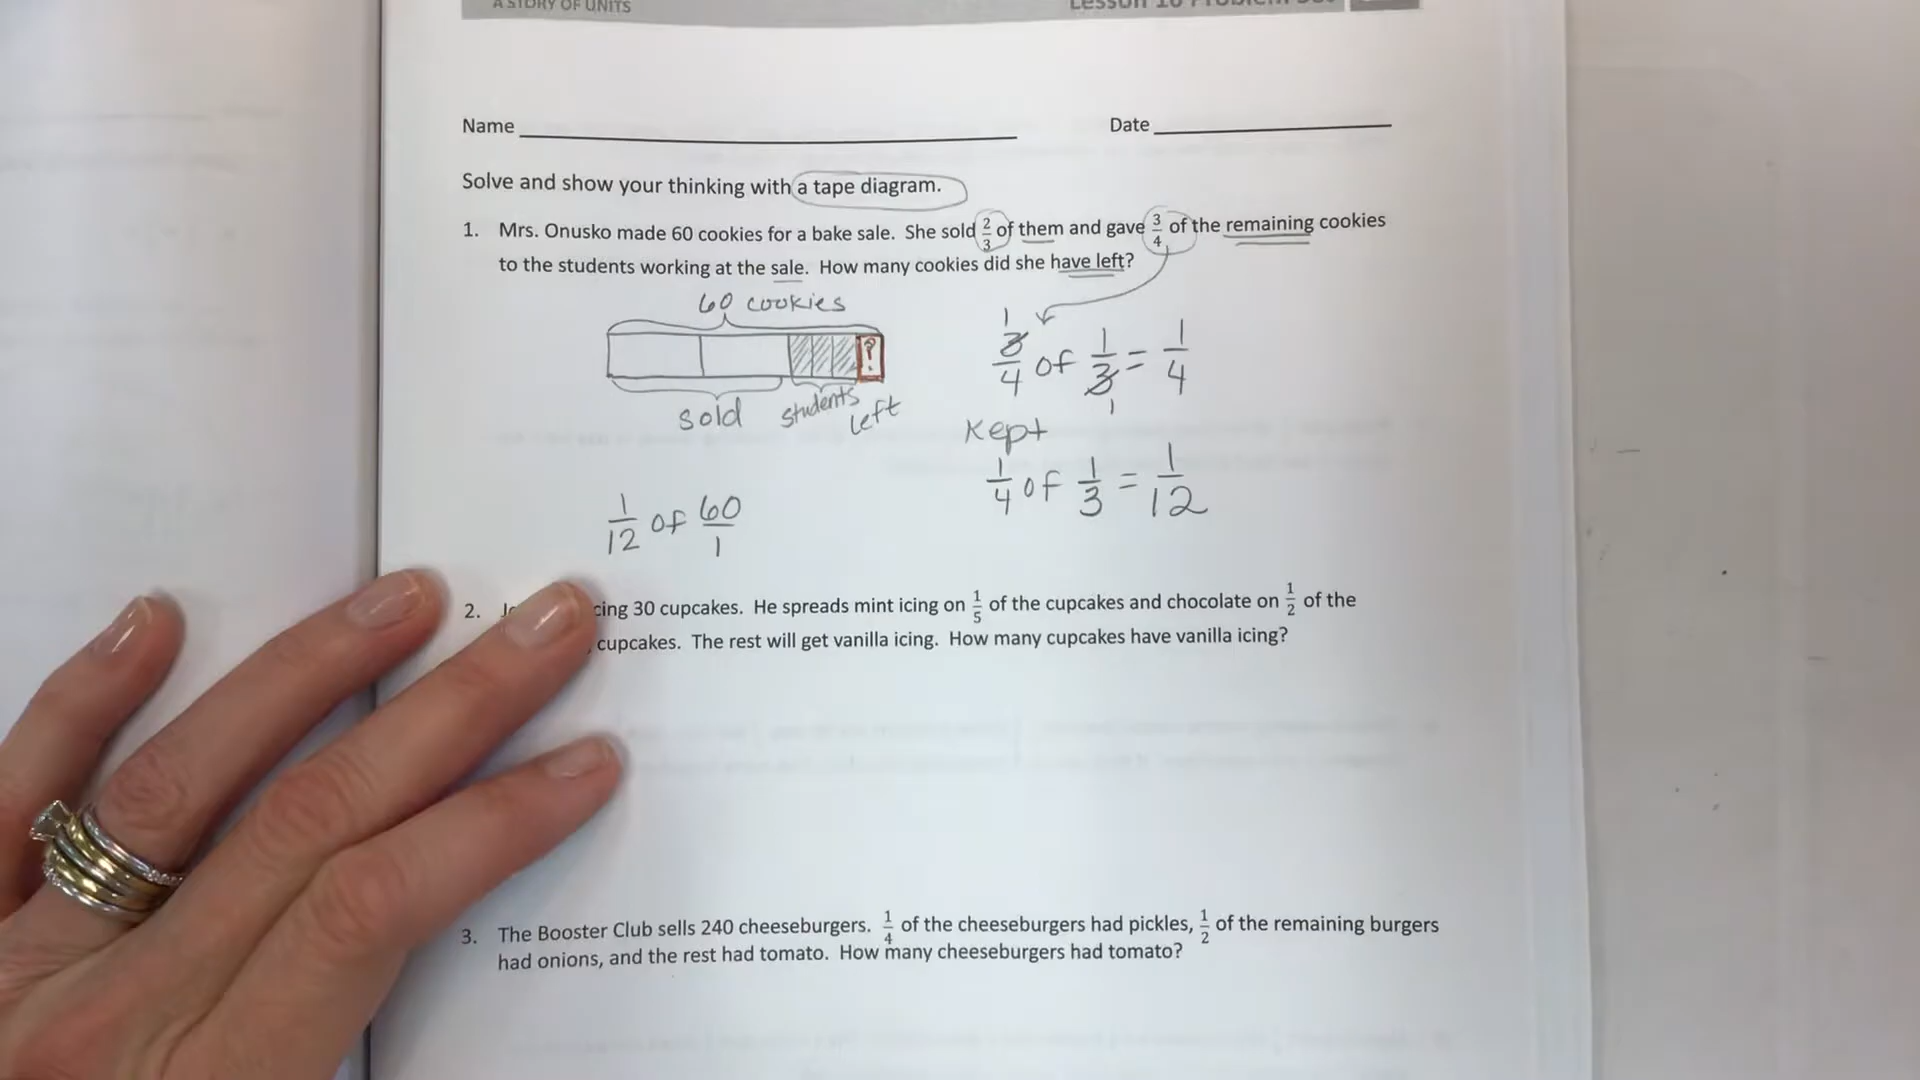 A STORY OF UNITS
Name Date
Solve and show your thinking with a tape diagram.
1. Mrs. Onusko made 60 cookies for a bake sale. She sold 2/3 of them and gave 3/4 of the remaining cookies
to the students working at the sale. How many cookies did she have left?
60 cookies
?
sold students left
1/12 of 60/1
1
3/4 of 1/3 = 1/4
1
Kept
1/4 of 1/3 = 1/12
2. cing 30 cupcakes. He spreads mint icing on 1/5 of the cupcakes and chocolate on 1/2 of the
cupcakes. The rest will get vanilla icing. How many cupcakes have vanilla icing?
3. The Booster Club sells 240 cheeseburgers. 1/4 of the cheeseburgers had pickles, 1/2 of the remaining burgers
had onions, and the rest had tomato. How many cheeseburgers had tomato?